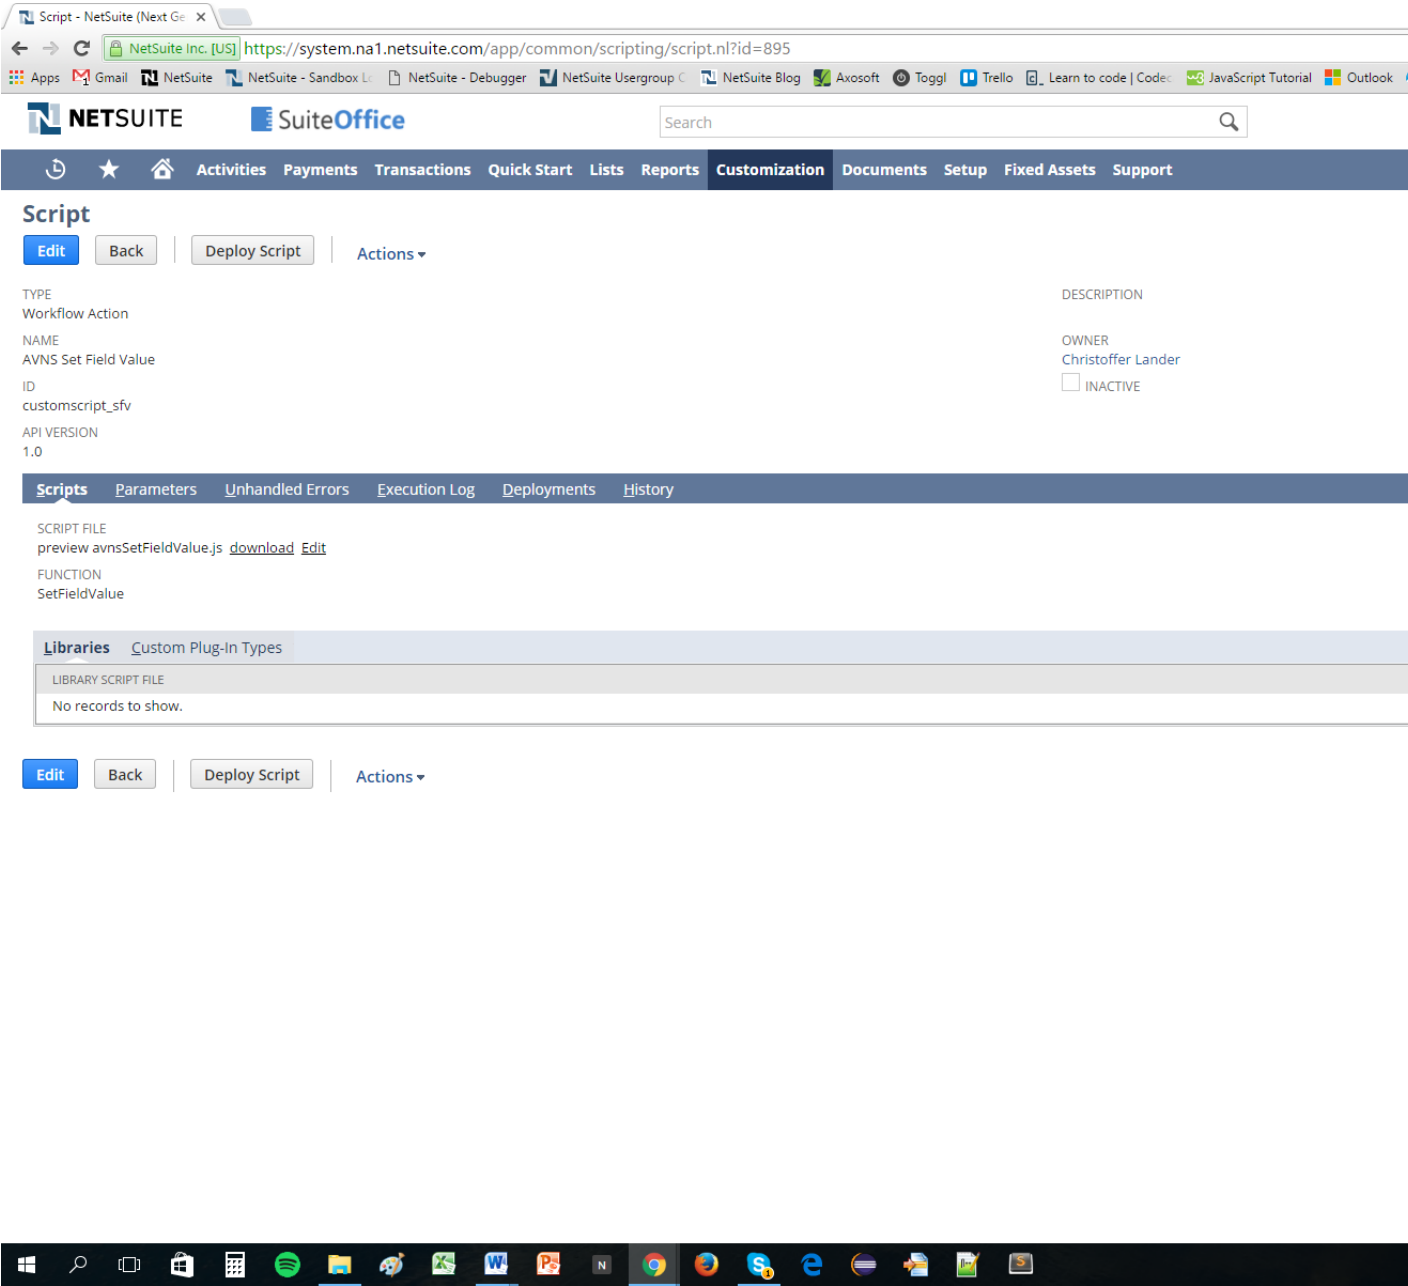 Script - NetSuite (Next Ge
NetSuite Inc. [US] https://system.na1.netsuite.com/app/common/scripting/script.nl?id=895
Apps Gmail NetSuite NetSuite - Sandbox Lo NetSuite - Debugger NetSuite Usergroup C NetSuite Blog Axosoft Toggl Trello Learn to code | Codec JavaScript Tutorial Outlook
NETSUITE SuiteOffice Search
Activities Payments Transactions Quick Start Lists Reports Customization Documents Setup Fixed Assets Support
Script
Edit Back Deploy Script Actions
TYPE
Workflow Action
NAME
AVNS Set Field Value
ID
customscript_sfv
API VERSION
1.0
DESCRIPTION
OWNER
Christoffer Lander
INACTIVE
Scripts Parameters Unhandled Errors Execution Log Deployments History
SCRIPT FILE
preview avnsSetFieldValue.js download Edit
FUNCTION
SetFieldValue
Libraries Custom Plug-In Types
LIBRARY SCRIPT FILE
No records to show.
Edit Back Deploy Script Actions